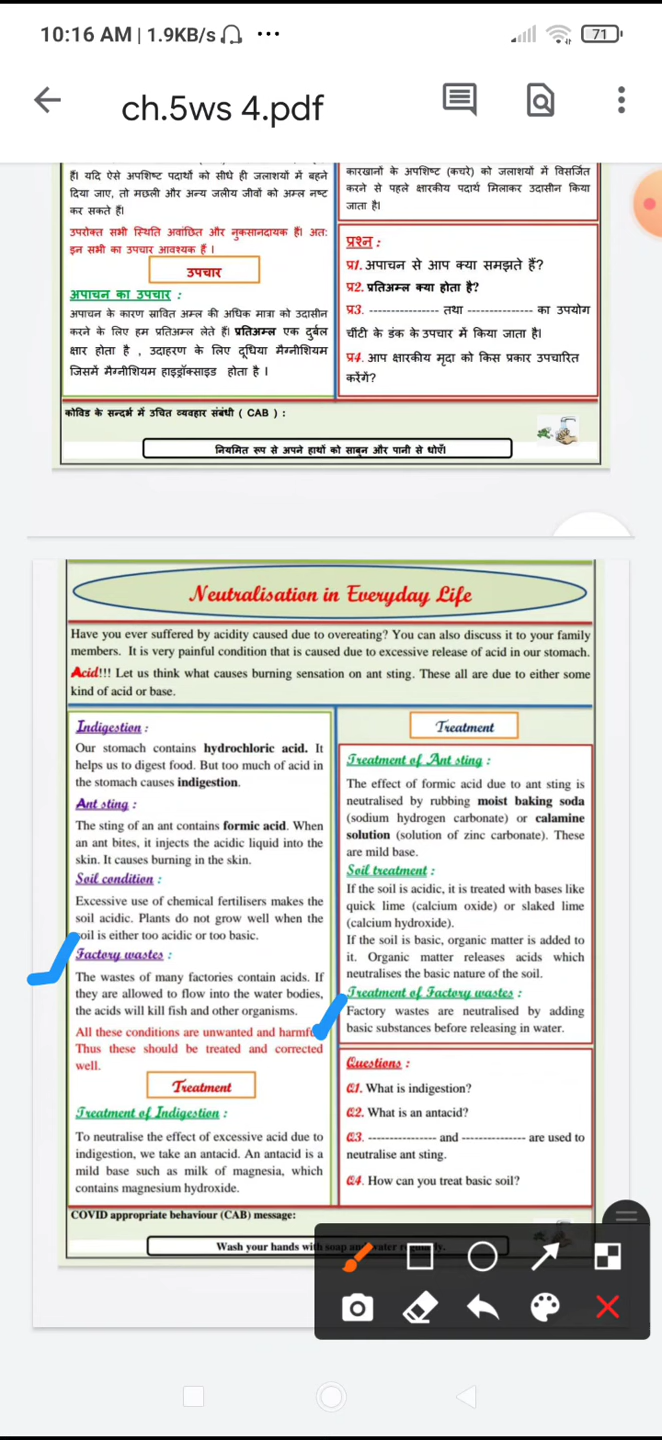 10:16 AM | 1.9KB/s ...
71
ch.5ws 4.pdf
हैं। यदि ऐसे अपशिष्ट पदार्थों को सीधे ही जलाशयों में बहने
दिया जाए, तो मछली और अन्य जलीय जीवों को अम्ल नष्ट
कर सकते हैं।
उपरोक्त सभी स्थिति अवांछित और नुकसानदायक हैं। अत:
इन सभी का उपचार आवश्यक हैं ।
उपचार
अपाचन का उपचार :
अपाचन के कारण स्रावित अम्ल की अधिक मात्रा को उदासीन
करने के लिए हम प्रतिअम्ल लेते हैं। प्रतिअम्ल एक दुर्बल
क्षार होता है , उदाहरण के लिए दूधिया मैग्नीशियम
जिसमें मैग्नीशियम हाइड्रॉक्साइड होता है ।
कारखानों के अपशिष्ट (कचरे) को जलाशयों में विसर्जित
करने से पहले क्षारकीय पदार्थ मिलाकर उदासीन किया
जाता है।
प्रश्न :
प्र1. अपाचन से आप क्या समझते हैं?
प्र2. प्रतिअम्ल क्या होता है?
प्र3. ---------------- तथा --------------- का उपयोग
चींटी के डंक के उपचार में किया जाता है।
प्र4. आप क्षारकीय मृदा को किस प्रकार उपचारित
करेंगे?
कोविड के सन्दर्भ में उचित व्यवहार संबंधी ( CAB ) :
नियमित रूप से अपने हाथों को साबुन और पानी से धोएँ।
Neutralisation in Everyday Life
Have you ever suffered by acidity caused due to overeating? You can also discuss it to your family
members. It is very painful condition that is caused due to excessive release of acid in our stomach.
Acid!!! Let us think what causes burning sensation on ant sting. These all are due to either some
kind of acid or base.
Indigestion :
Our stomach contains hydrochloric acid. It
helps us to digest food. But too much of acid in
the stomach causes indigestion.
Ant sting :
The sting of an ant contains formic acid. When
an ant bites, it injects the acidic liquid into the
skin. It causes burning in the skin.
Soil condition :
Excessive use of chemical fertilisers makes the
soil acidic. Plants do not grow well when the
soil is either too acidic or too basic.
Factory wastes :
The wastes of many factories contain acids. If
they are allowed to flow into the water bodies,
the acids will kill fish and other organisms.
All these conditions are unwanted and harmf
Thus these should be treated and corrected
well.
Treatment
Treatment of Indigestion :
To neutralise the effect of excessive acid due to
indigestion, we take an antacid. An antacid is a
mild base such as milk of magnesia, which
contains magnesium hydroxide.
Treatment
Treatment of Ant sting :
The effect of formic acid due to ant sting is
neutralised by rubbing moist baking soda
(sodium hydrogen carbonate) or calamine
solution (solution of zinc carbonate). These
are mild base.
Soil treatment :
If the soil is acidic, it is treated with bases like
quick lime (calcium oxide) or slaked lime
(calcium hydroxide).
If the soil is basic, organic matter is added to
it. Organic matter releases acids which
neutralises the basic nature of the soil.
Treatment of Factory wastes :
Factory wastes are neutralised by adding
basic substances before releasing in water.
Questions :
Q1. What is indigestion?
Q2. What is an antacid?
Q3. ---------------- and --------------- are used to
neutralise ant sting.
Q4. How can you treat basic soil?
COVID appropriate behaviour (CAB) message:
Wash your hands with soap and water regularly.